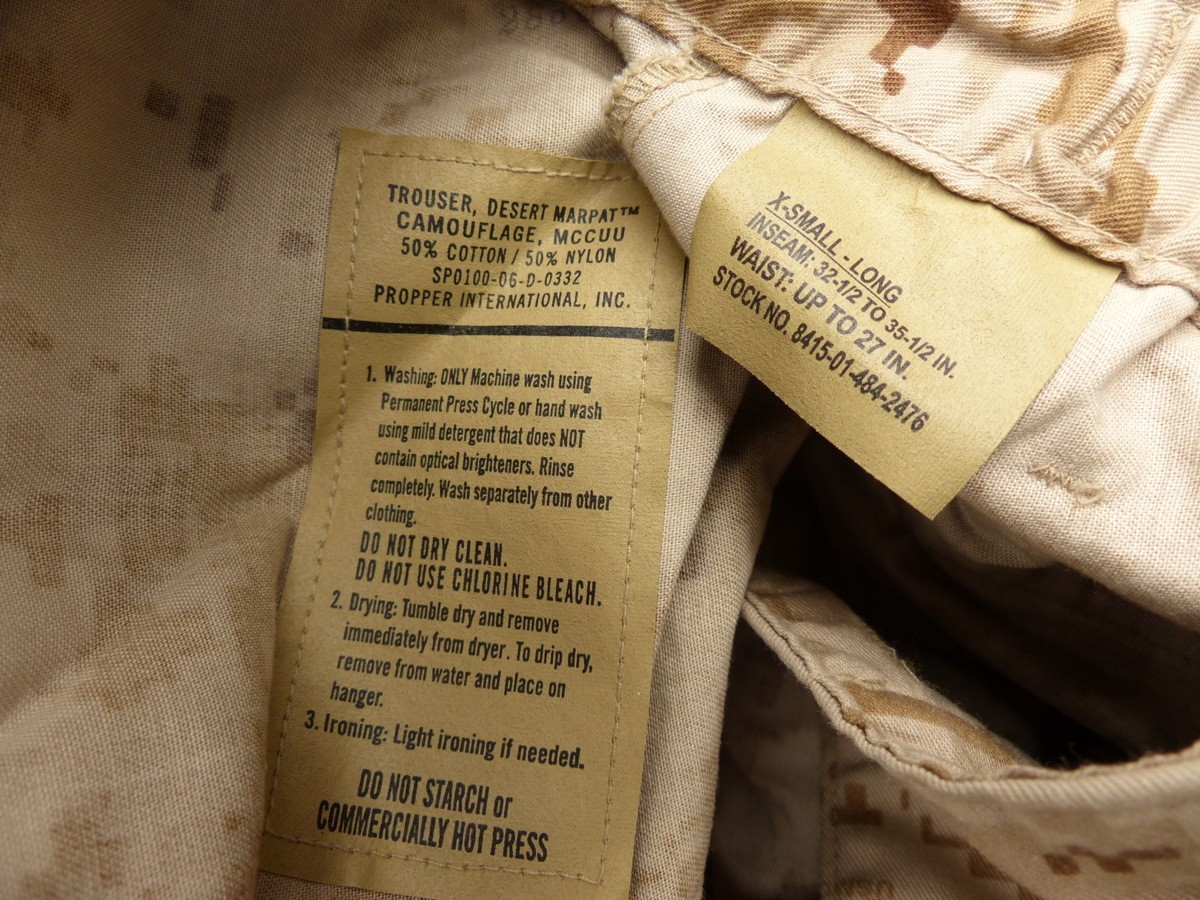 TROUSER, DESERT MARPAT™
CAMOUFLAGE, MCCUU
50% COTTON / 50% NYLON
SPO100-06-D-0332
PROPPER INTERNATIONAL, INC.
1. Washing: ONLY Machine wash using
Permanent Press Cycle or hand wash
using mild detergent that does NOT
contain optical brighteners. Rinse
completely. Wash separately from other
clothing.
DO NOT DRY CLEAN.
DO NOT USE CHLORINE BLEACH.
2. Drying: Tumble dry and remove
immediately from dryer. To drip dry,
remove from water and place on
hanger.
3. Ironing: Light ironing if needed.
DO NOT STARCH or
COMMERCIALLY HOT PRESS
X-SMALL - LONG
INSEAM: 32-1/2 TO 35-1/2 IN.
WAIST: UP TO 27 IN.
STOCK NO. 8415-01-484-2476